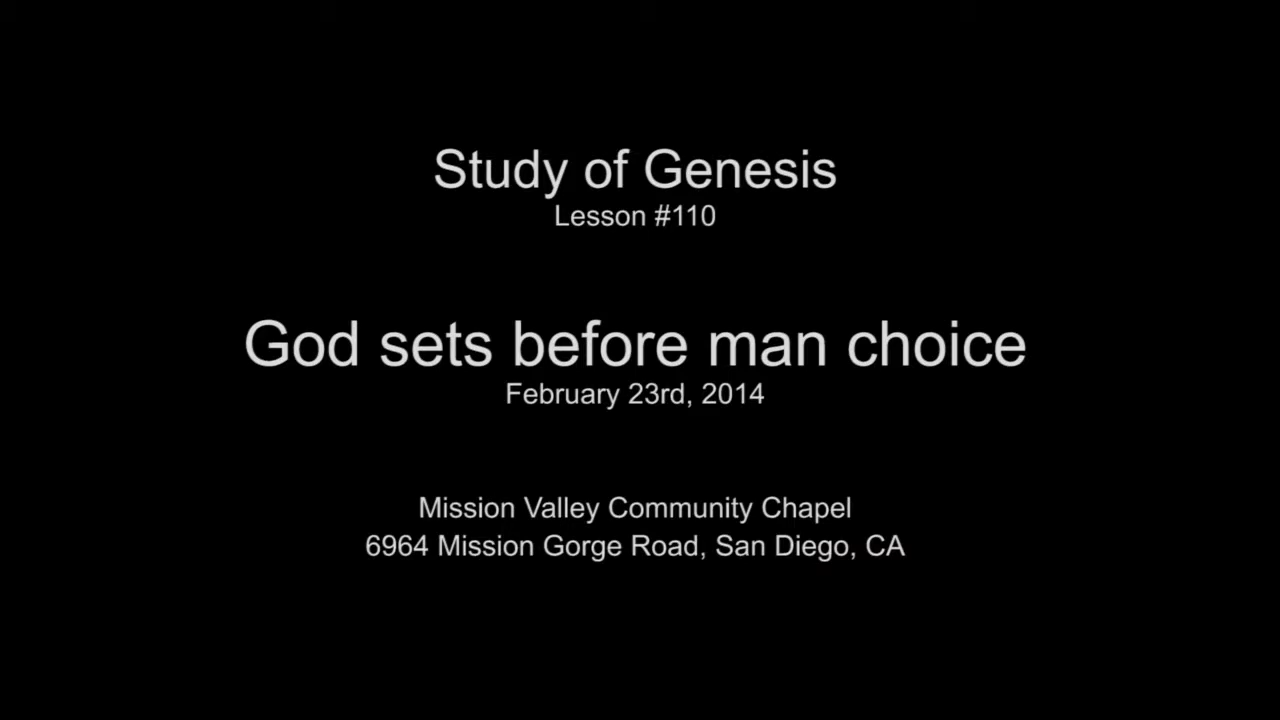 Study of Genesis
Lesson #110
God sets before man choice
February 23rd, 2014
Mission Valley Community Chapel
6964 Mission Gorge Road, San Diego, CA